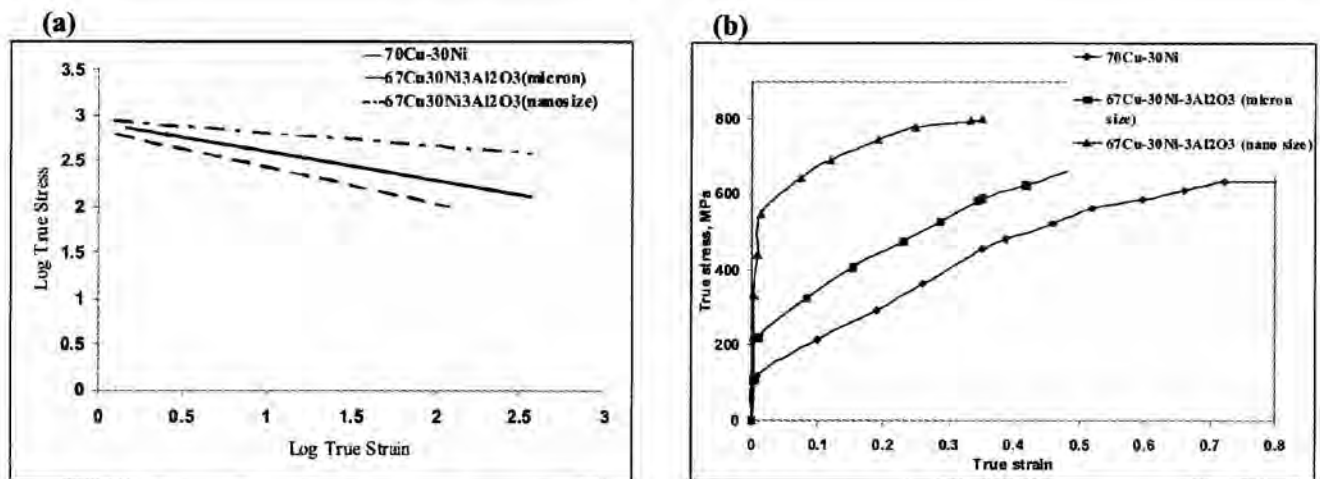 (a)
70Cu-30Ni
67Cu30Ni3Al2O3(micron)
67Cu30Ni3Al2O3(nanosize)
3.5
3
2.5
2
1.5
1
0.5
0
Log True Stress
0 0.5 1 1.5 2 2.5 3
Log True Strain
(b)
70Cu-30Ni
67Cu-30Ni-3Al2O3 (micron
size)
67Cu-30Ni-3Al2O3 (nano size)
800
600
400
200
0
True stress, MPa
0 0.1 0.2 0.3 0.4 0.5 0.6 0.7 0.8
True strain